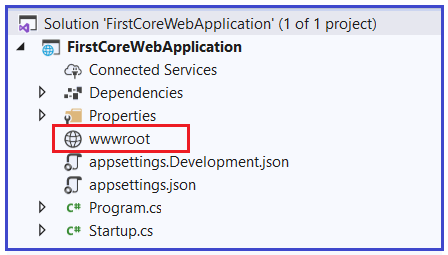 Solution 'FirstCoreWebApplication' (1 of 1 project)
FirstCoreWebApplication
Connected Services
Dependencies
Properties
wwwroot
appsettings.Development.json
appsettings.json
C# Program.cs
C# Startup.cs